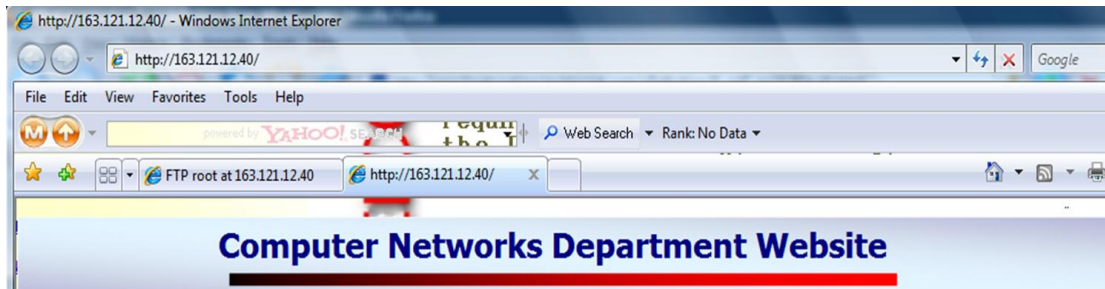 http://163.121.12.40/ - Windows Internet Explorer
http://163.121.12.40/
Google
File Edit View Favorites Tools Help
M powered by YAHOO! SEARCH Web Search Rank: No Data
FTP root at 163.121.12.40 http://163.121.12.40/ X
Computer Networks Department Website